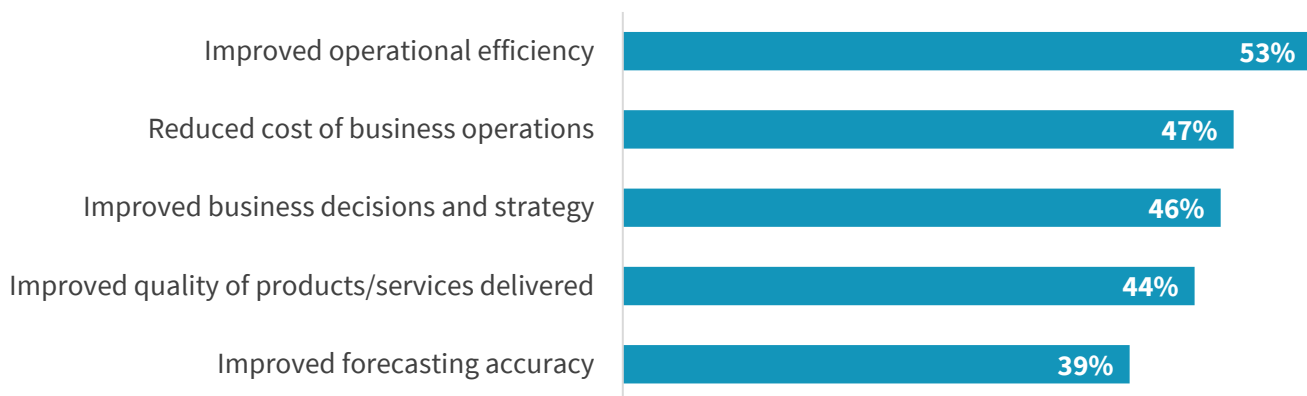 Improved operational efficiency 53%
Reduced cost of business operations 47%
Improved business decisions and strategy 46%
Improved quality of products/services delivered 44%
Improved forecasting accuracy 39%